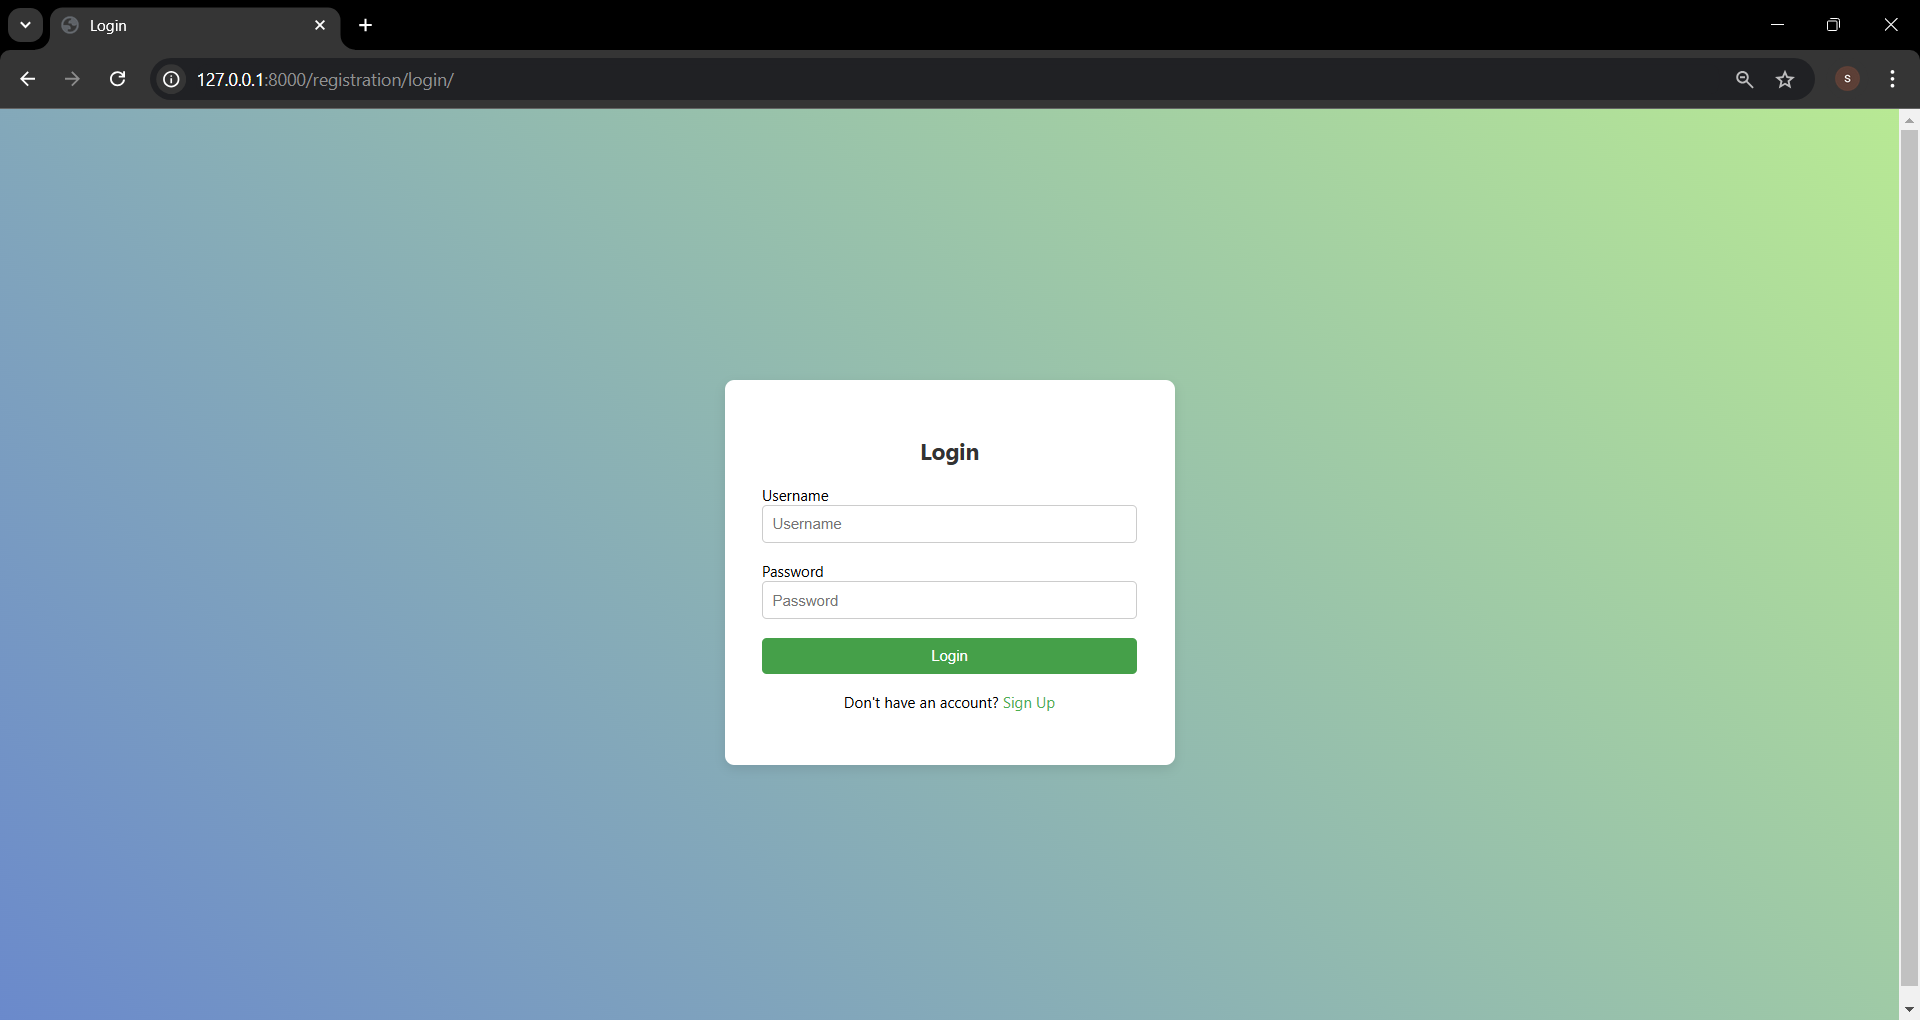 Login
127.0.0.1:8000/registration/login/
S
Login
Username
Username
Password
Password
Login
Don't have an account? Sign Up